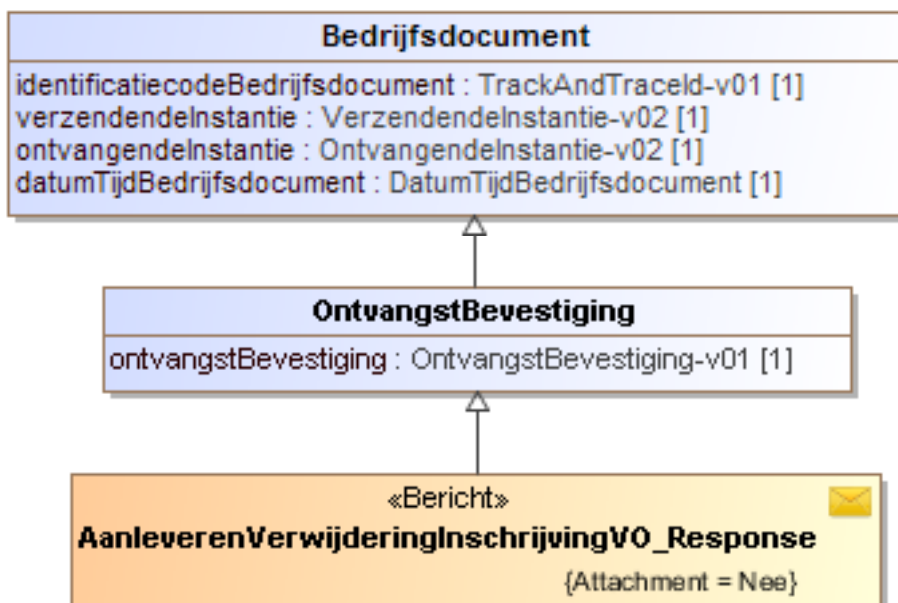 Bedrijfsdocument
identificatiecodeBedrijfsdocument : TrackAndTraceId-v01 [1]
verzendendeInstantie : VerzendendeInstantie-v02 [1]
ontvangendeInstantie : OntvangendeInstantie-v02 [1]
datumTijdBedrijfsdocument : DatumTijdBedrijfsdocument [1]
OntvangstBevestiging
ontvangstBevestiging : OntvangstBevestiging-v01 [1]
«Bericht»
AanleverenVerwijderingInschrijvingVO_Response
{Attachment = Nee}